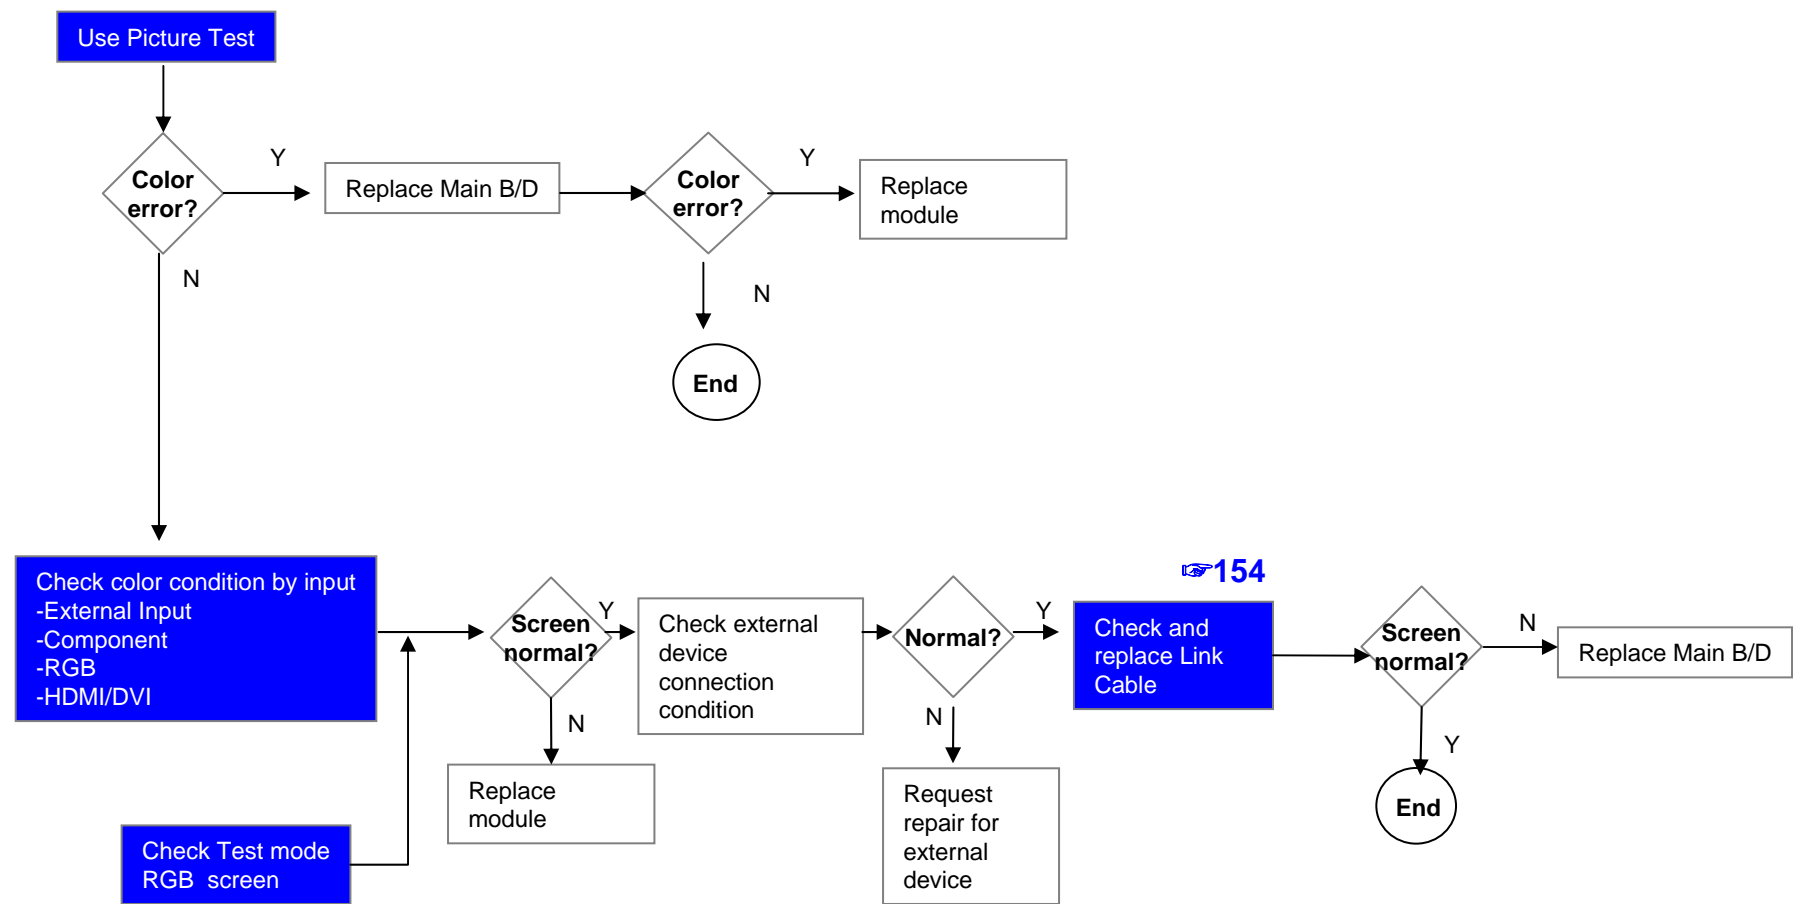 Use Picture Test
Color
error?
Y
Replace Main B/D
Color
error?
Y
Replace
module
N
N
End
Check color condition by input
-External Input
-Component
-RGB
-HDMI/DVI
Screen
normal?
Y
Check external
device
connection
condition
Normal?
Y
☞154
Check and
replace Link
Cable
Screen
normal?
N
Replace Main B/D
N
Replace
module
N
Request
repair for
external
device
Y
End
Check Test mode
RGB  screen